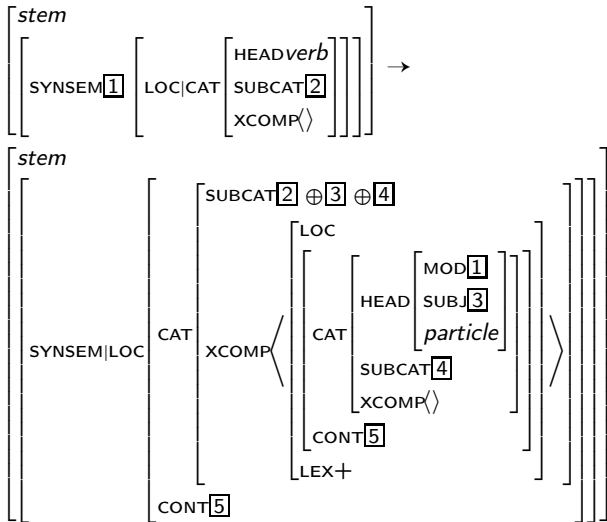 stem
HEAD verb
SYNSEM 1 LOC|CAT SUBCAT 2 →
XCOMP ⟨⟩
stem
SUBCAT 2 ⊕ 3 ⊕ 4
LOC
MOD 1
HEAD SUBJ 3
particle
SYNSEM|LOC CAT XCOMP ⟨ CAT ⟩
SUBCAT 4
XCOMP ⟨⟩
CONT 5
LEX +
CONT 5